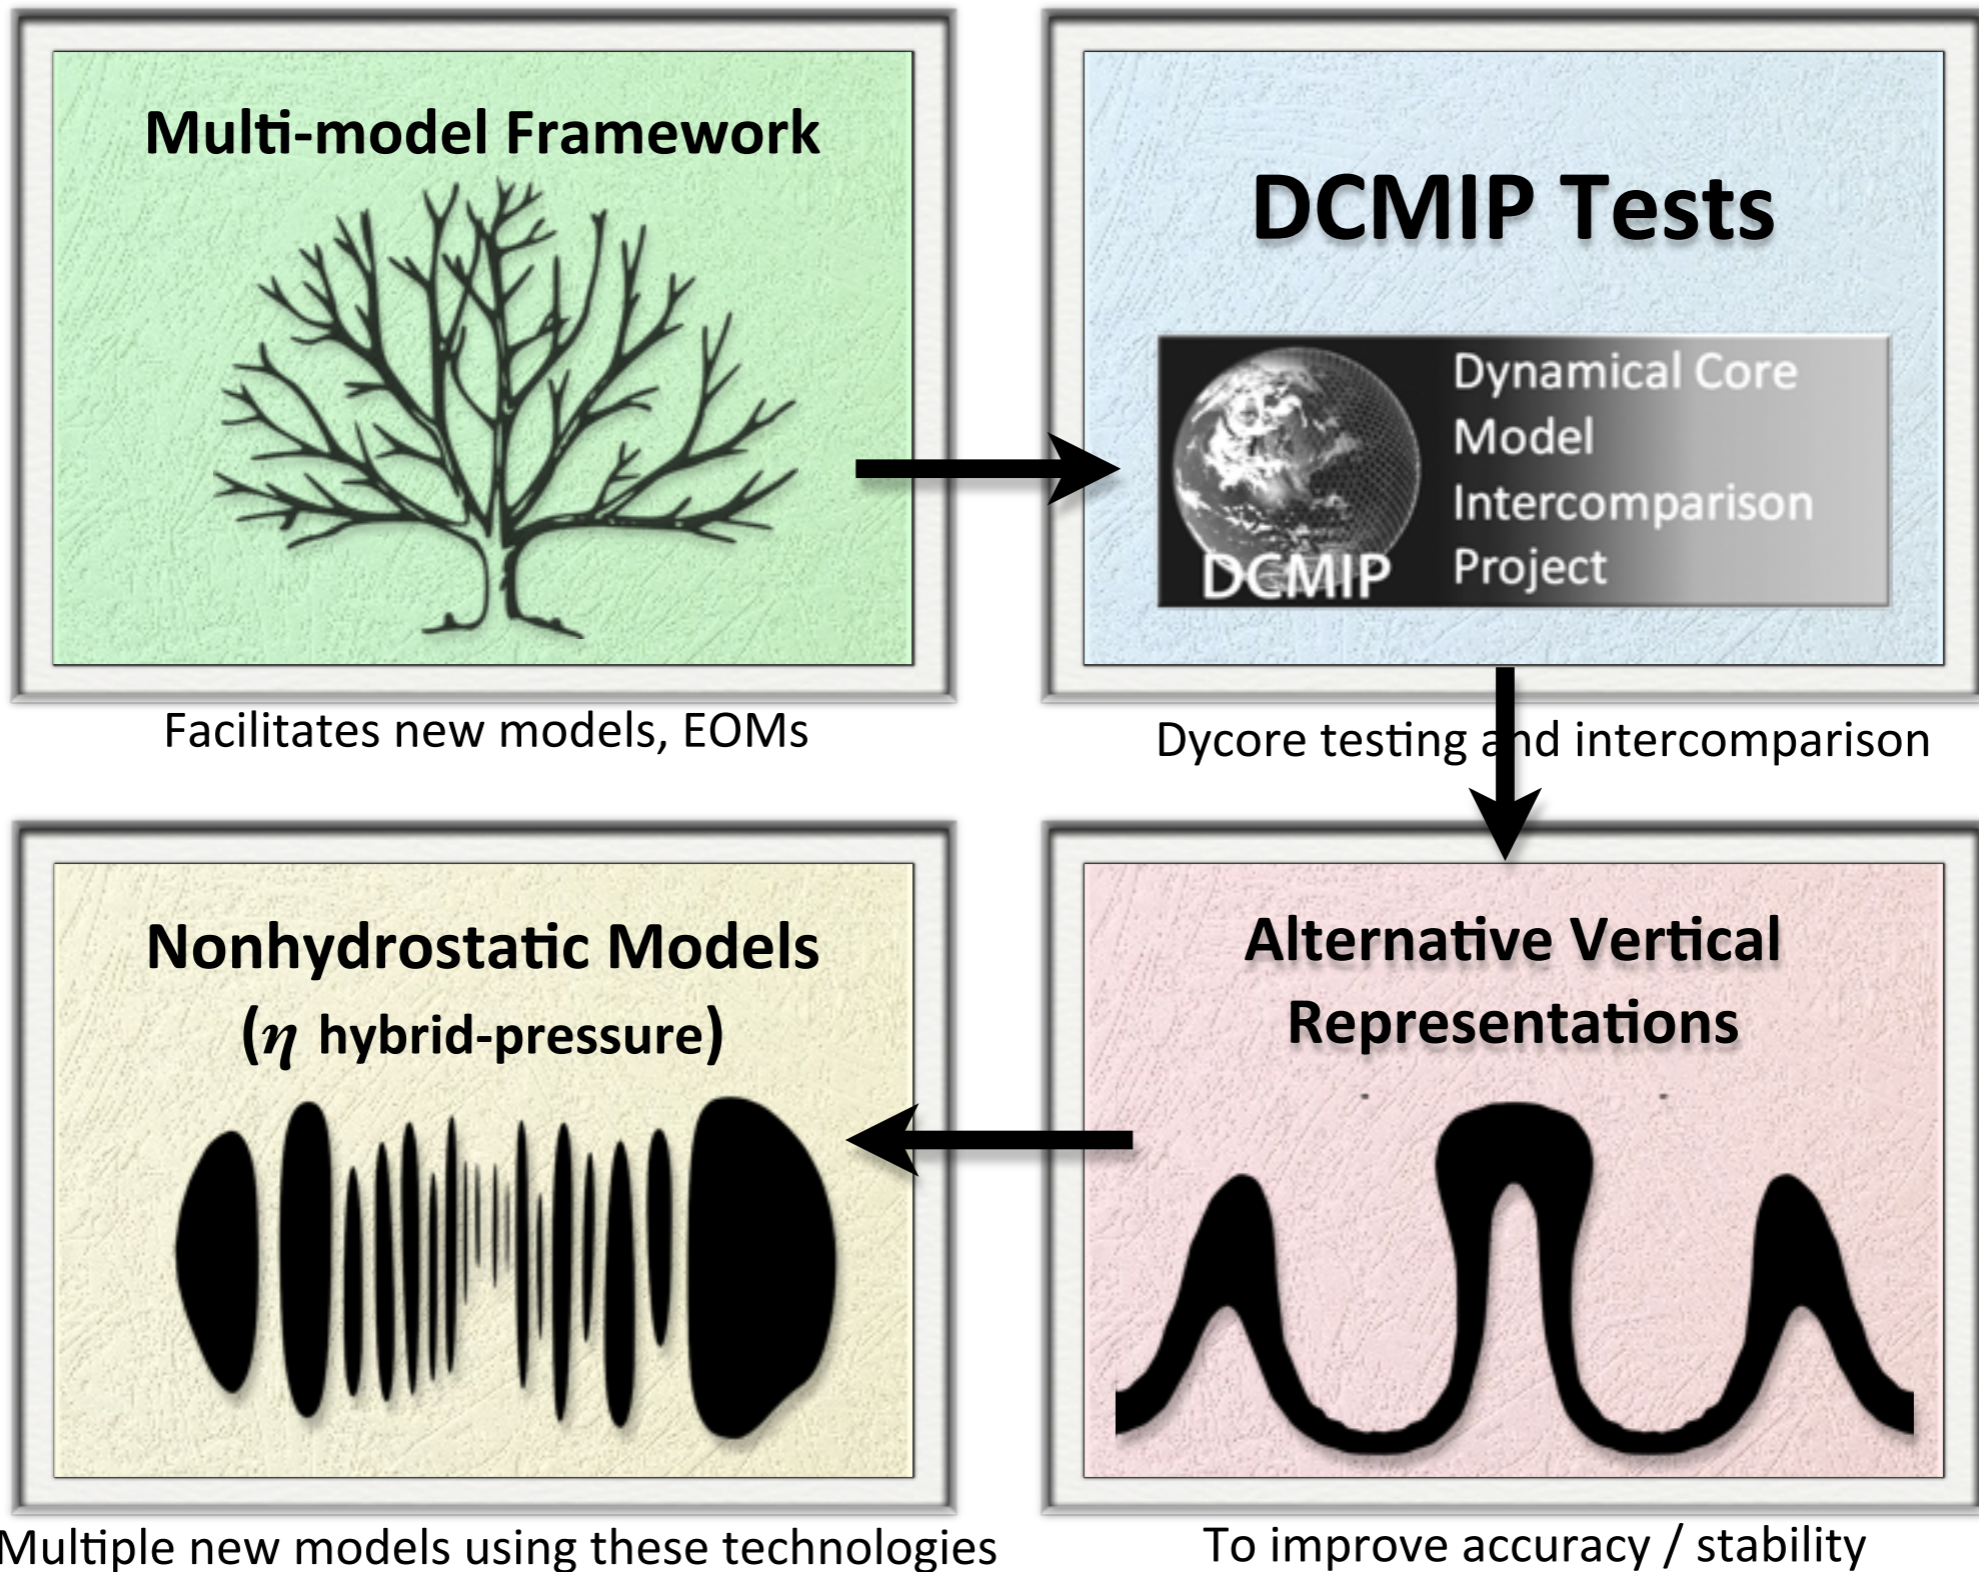 Multi-model Framework
Facilitates new models, EOMs
DCMIP Tests
DCMIP
Dynamical Core
Model
Intercomparison
Project
Dycore testing and intercomparison
Nonhydrostatic Models
(η hybrid-pressure)
Multiple new models using these technologies
Alternative Vertical
Representations
To improve accuracy / stability